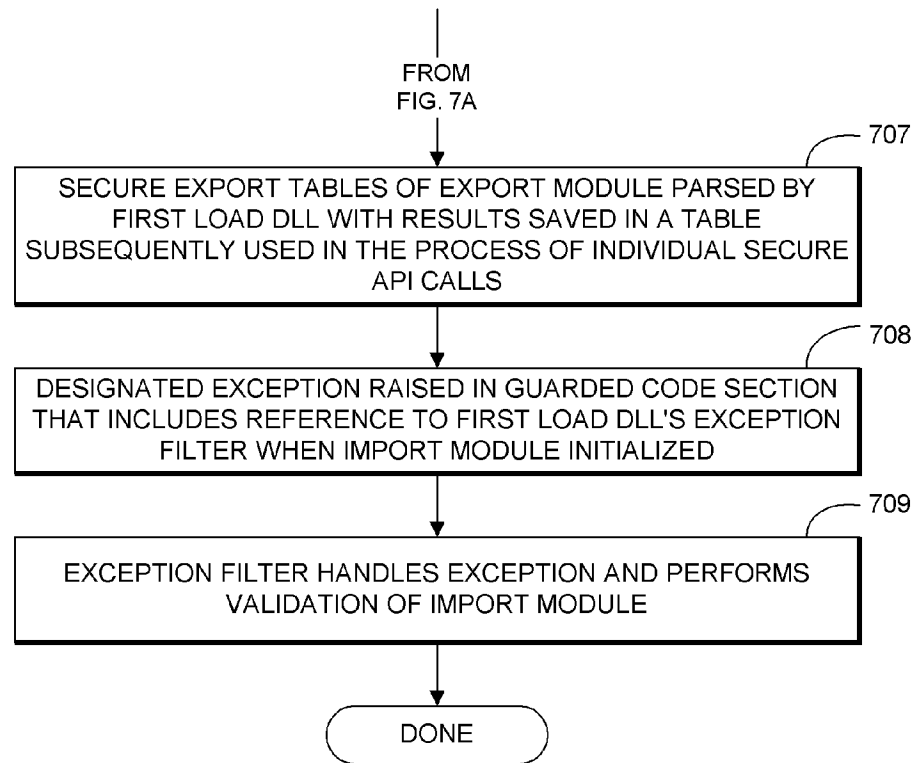 FROM
FIG. 7A
707
SECURE EXPORT TABLES OF EXPORT MODULE PARSED BY
FIRST LOAD DLL WITH RESULTS SAVED IN A TABLE
SUBSEQUENTLY USED IN THE PROCESS OF INDIVIDUAL SECURE
API CALLS
708
DESIGNATED EXCEPTION RAISED IN GUARDED CODE SECTION
THAT INCLUDES REFERENCE TO FIRST LOAD DLL'S EXCEPTION
FILTER WHEN IMPORT MODULE INITIALIZED
709
EXCEPTION FILTER HANDLES EXCEPTION AND PERFORMS
VALIDATION OF IMPORT MODULE
DONE